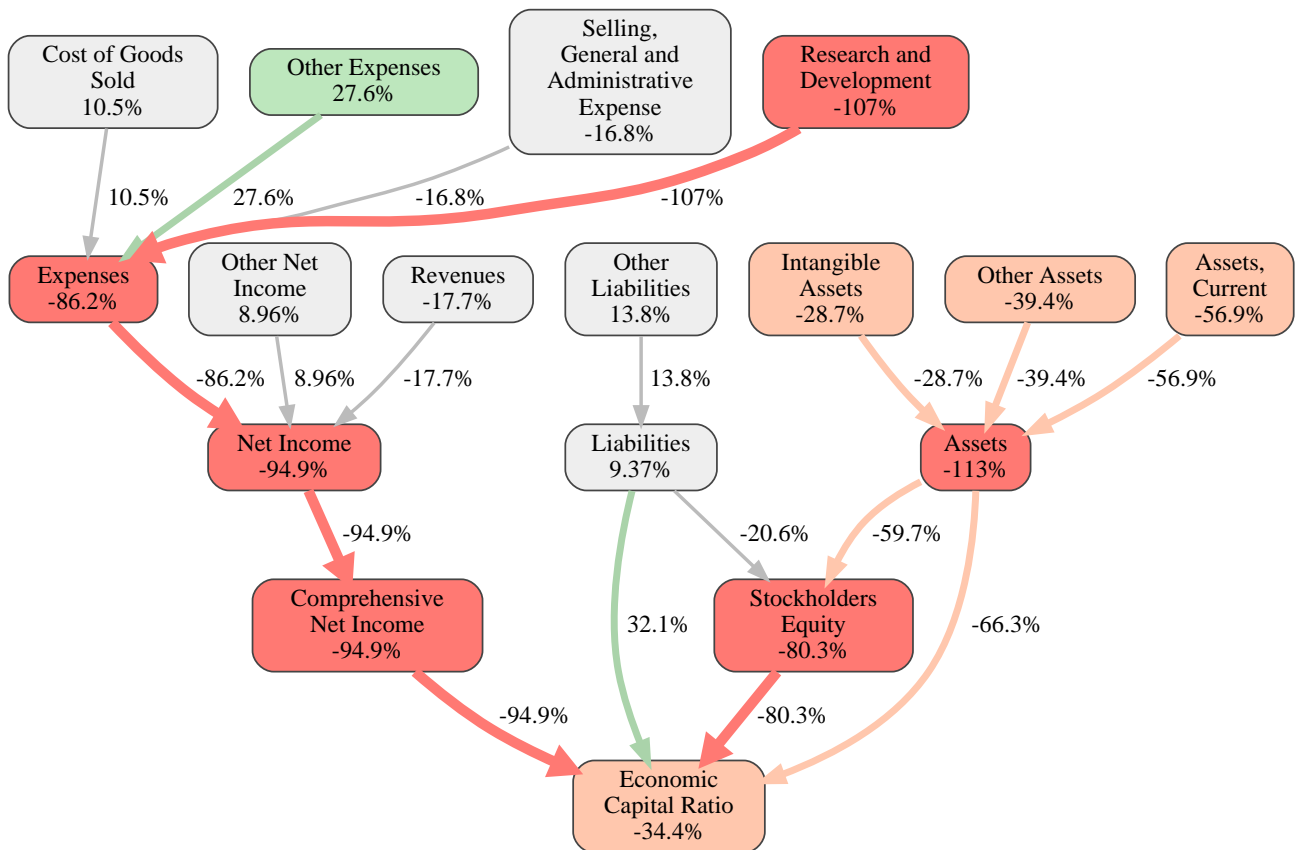 Cost of Goods
Sold
10.5%
Other Expenses
27.6%
Selling,
General and
Administrative
Expense
-16.8%
Research and
Development
-107%
10.5%
27.6%
-16.8%
-107%
Expenses
-86.2%
Other Net
Income
8.96%
Revenues
-17.7%
Other
Liabilities
13.8%
Intangible
Assets
-28.7%
Other Assets
-39.4%
Assets,
Current
-56.9%
-86.2%
8.96%
-17.7%
13.8%
-28.7%
-39.4%
-56.9%
Net Income
-94.9%
Liabilities
9.37%
Assets
-113%
-94.9%
-20.6%
-59.7%
Comprehensive
Net Income
-94.9%
32.1%
Stockholders
Equity
-80.3%
-66.3%
-94.9%
-80.3%
Economic
Capital Ratio
-34.4%